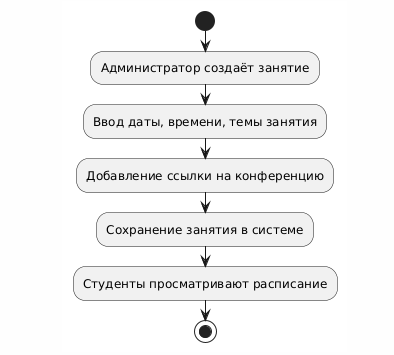 Администратор создаёт занятие
Ввод даты, времени, темы занятия
Добавление ссылки на конференцию
Сохранение занятия в системе
Студенты просматривают расписание